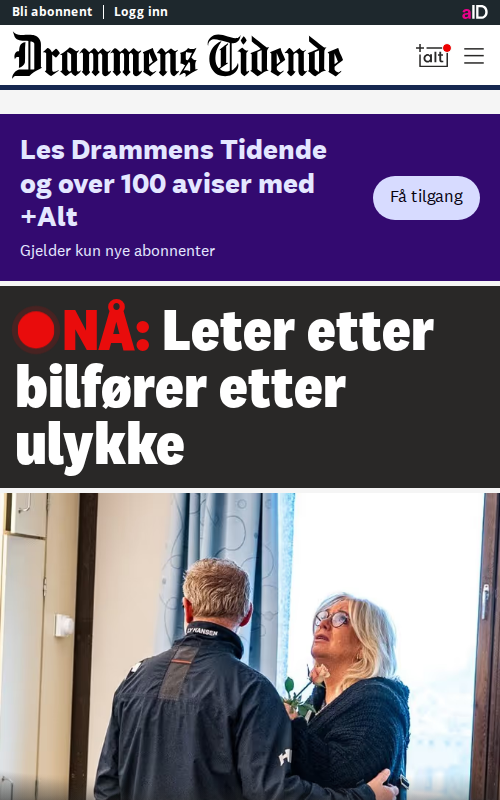 Bli abonnent Logg inn aID
Drammens Tidende +alt
Les Drammens Tidende
og over 100 aviser med
+Alt
Få tilgang
Gjelder kun nye abonnenter
NÅ: Leter etter
bilfører etter
ulykke
LY HANSEN